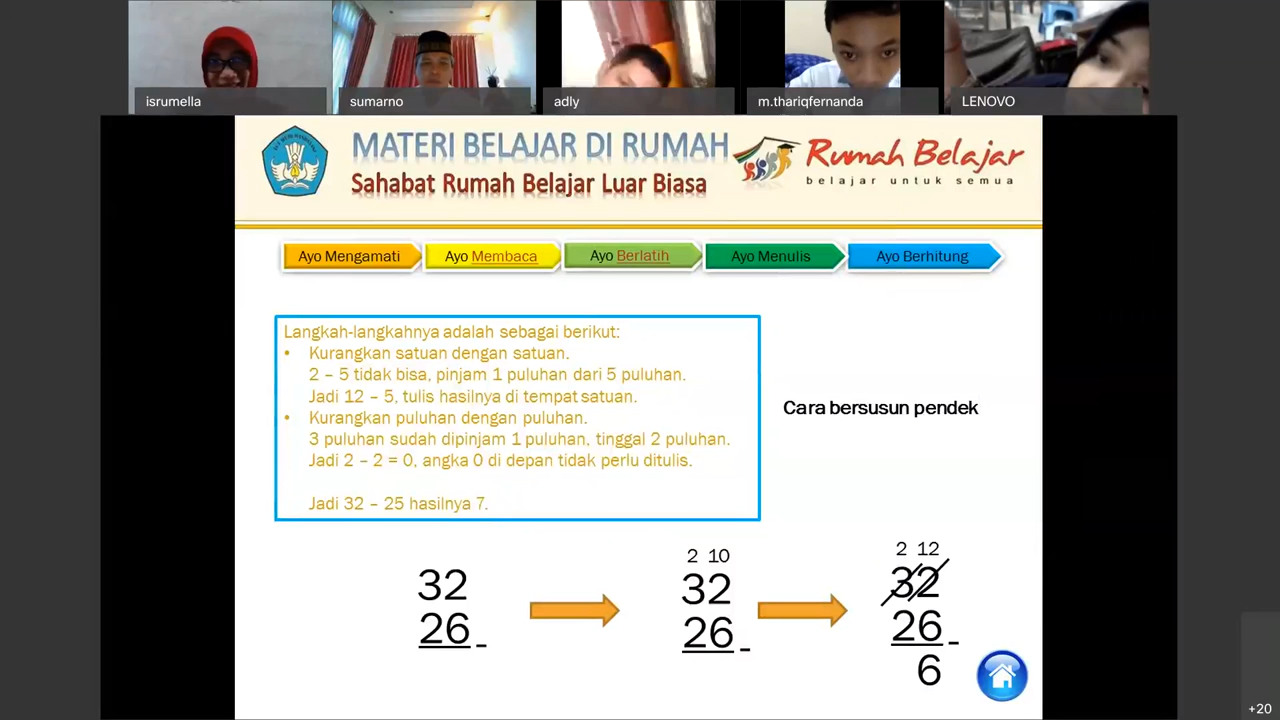 isrumella
sumarno
adly
m.thariqfernanda
LENOVO
MATERI BELAJAR DI RUMAH
Sahabat Rumah Belajar Luar Biasa
Rumah Belajar
belajar untuk semua
Ayo Mengamati
Ayo Membaca
Ayo Berlatih
Ayo Menulis
Ayo Berhitung
Langkah-langkahnya adalah sebagai berikut:
• Kurangkan satuan dengan satuan.
2 – 5 tidak bisa, pinjam 1 puluhan dari 5 puluhan.
Jadi 12 – 5, tulis hasilnya di tempat satuan.
• Kurangkan puluhan dengan puluhan.
3 puluhan sudah dipinjam 1 puluhan, tinggal 2 puluhan.
Jadi 2 – 2 = 0, angka 0 di depan tidak perlu ditulis.
Jadi 32 – 25 hasilnya 7.
Cara bersusun pendek
32
26 -
2 10
32
26 -
2 12
32
26 -
6
+20